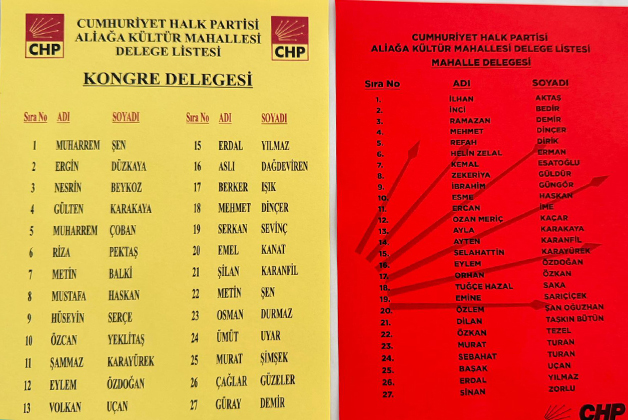 CUMHURİYET HALK PARTİSİ
ALİAĞA KÜLTÜR MAHALLESİ
DELEGE LİSTESİ
CHP
CHP
KONGRE DELEGESİ
Sıra No ADI SOYADI
1 MUHARREM ŞEN
2 ERGİN DÜZKAYA
3 NESRİN BEYKOZ
4 GÜLTEN KARAKAYA
5 MUHARREM ÇOBAN
6 RIZA PEKTAŞ
7 METİN BALKİ
8 MUSTAFA HASKAN
9 HÜSEYİN SERÇE
10 ÖZCAN YEKLİTAŞ
11 ŞAMMAZ KARAYÜREK
12 EYLEM ÖZDOĞAN
13 VOLKAN UÇAN
Sıra No ADI SOYADI
15 ERDAL YILMAZ
16 ASLI DAĞDEVİREN
17 BERKER IŞIK
18 MEHMET DİNÇER
19 SERKAN SEVİNÇ
20 EMEL KANAT
21 ŞİLAN KARANFİL
22 METİN ŞEN
23 OSMAN DURMAZ
24 ÜMÜT UYAR
25 MURAT ŞİMŞEK
26 ÇAĞLAR GÜZELER
27 GÜRAY DEMİR
CUMHURİYET HALK PARTİSİ
ALİAĞA KÜLTÜR MAHALLESİ DELEGE LİSTESİ
MAHALLE DELEGESİ
Sıra No ADI SOYADI
1. İLHAN AKTAŞ
2. İNCİ BEDİR
3. RAMAZAN DEMİR
4. MEHMET DİNÇER
5. REFAH DİRİK
6. HELİN ZELAL ERMAN
7. KEMAL ESATOĞLU
8. ZEKERİYA GÜLDÜR
9. İBRAHİM GÜNGÖR
10. ESME HASKAN
11. ERCAN İME
12. OZAN MERİÇ KAÇAR
13. AYLA KARAKAYA
14. AYTEN KARANFİL
15. SELAHATTİN KARAYÜREK
16. EYLEM ÖZDOĞAN
17. ORHAN ÖZKAN
18. TUĞÇE HAZAL SAKA
19. EMİNE SARIÇİÇEK
20. ÖZLEM ŞAN OĞUZHAN
21. DİLAN TAŞKIN BÜTÜN
22. ÖZKAN TEZEL
23. MURAT TURAN
24. SEBAHAT TURAN
25. BAŞAK UÇAN
26. ERDAL YILMAZ
27. SİNAN ZORLU
CHP